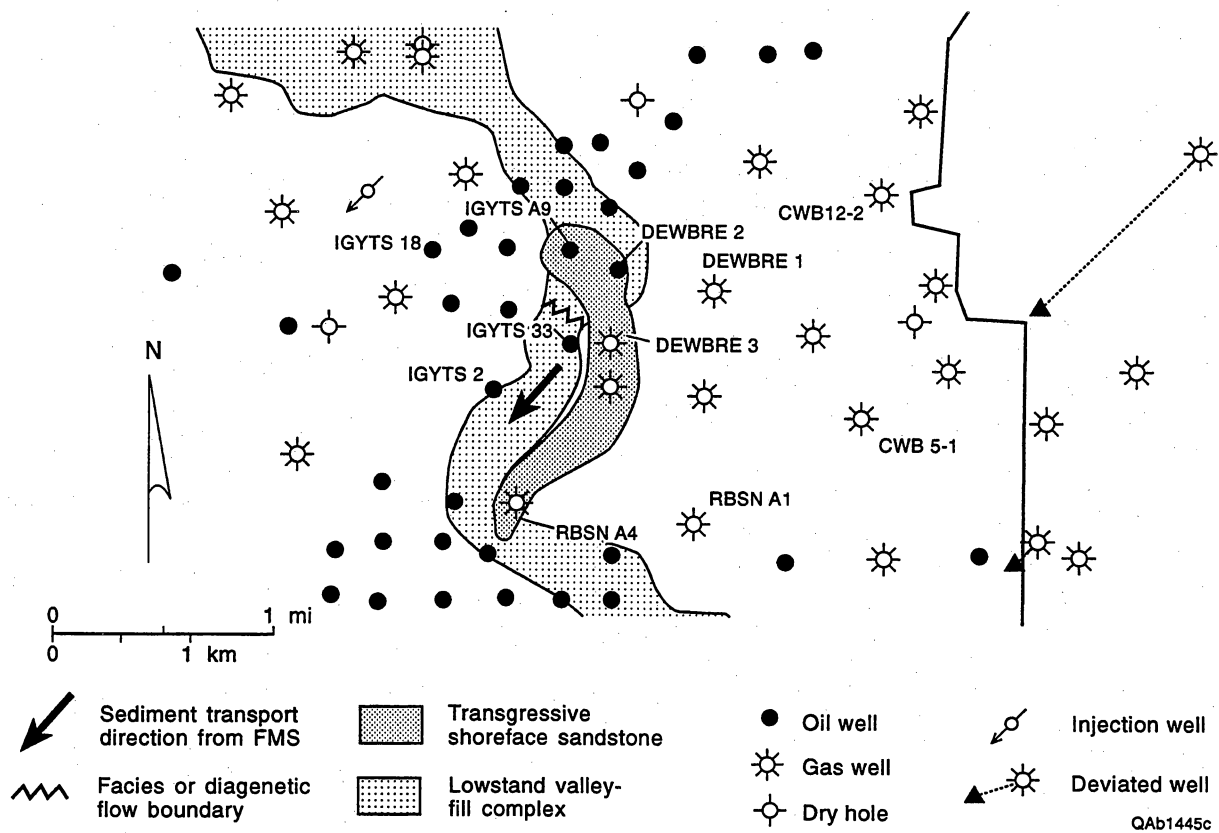 CWB12-2
IGYTS A9
DEWBRE 2
IGYTS 18
DEWBRE 1
IGYTS 33
DEWBRE 3
N
IGYTS 2
CWB 5-1
RBSN A1
RBSN A4
0 1 mi
0 1 km
Sediment transport
direction from FMS
Facies or diagenetic
flow boundary
Transgressive
shoreface sandstone
Lowstand valley-
fill complex
Oil well
Gas well
Dry hole
Injection well
Deviated well
QAb1445c